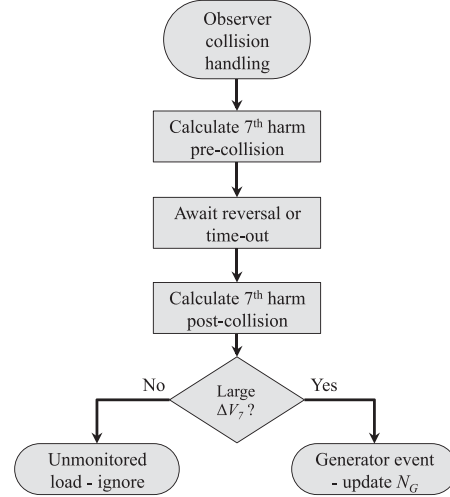 Observer
collision
handling
Calculate 7th harm
pre-collision
Await reversal or
time-out
Calculate 7th harm
post-collision
No
Large
ΔV7 ?
Yes
Unmonitored
load - ignore
Generator event
- update NG